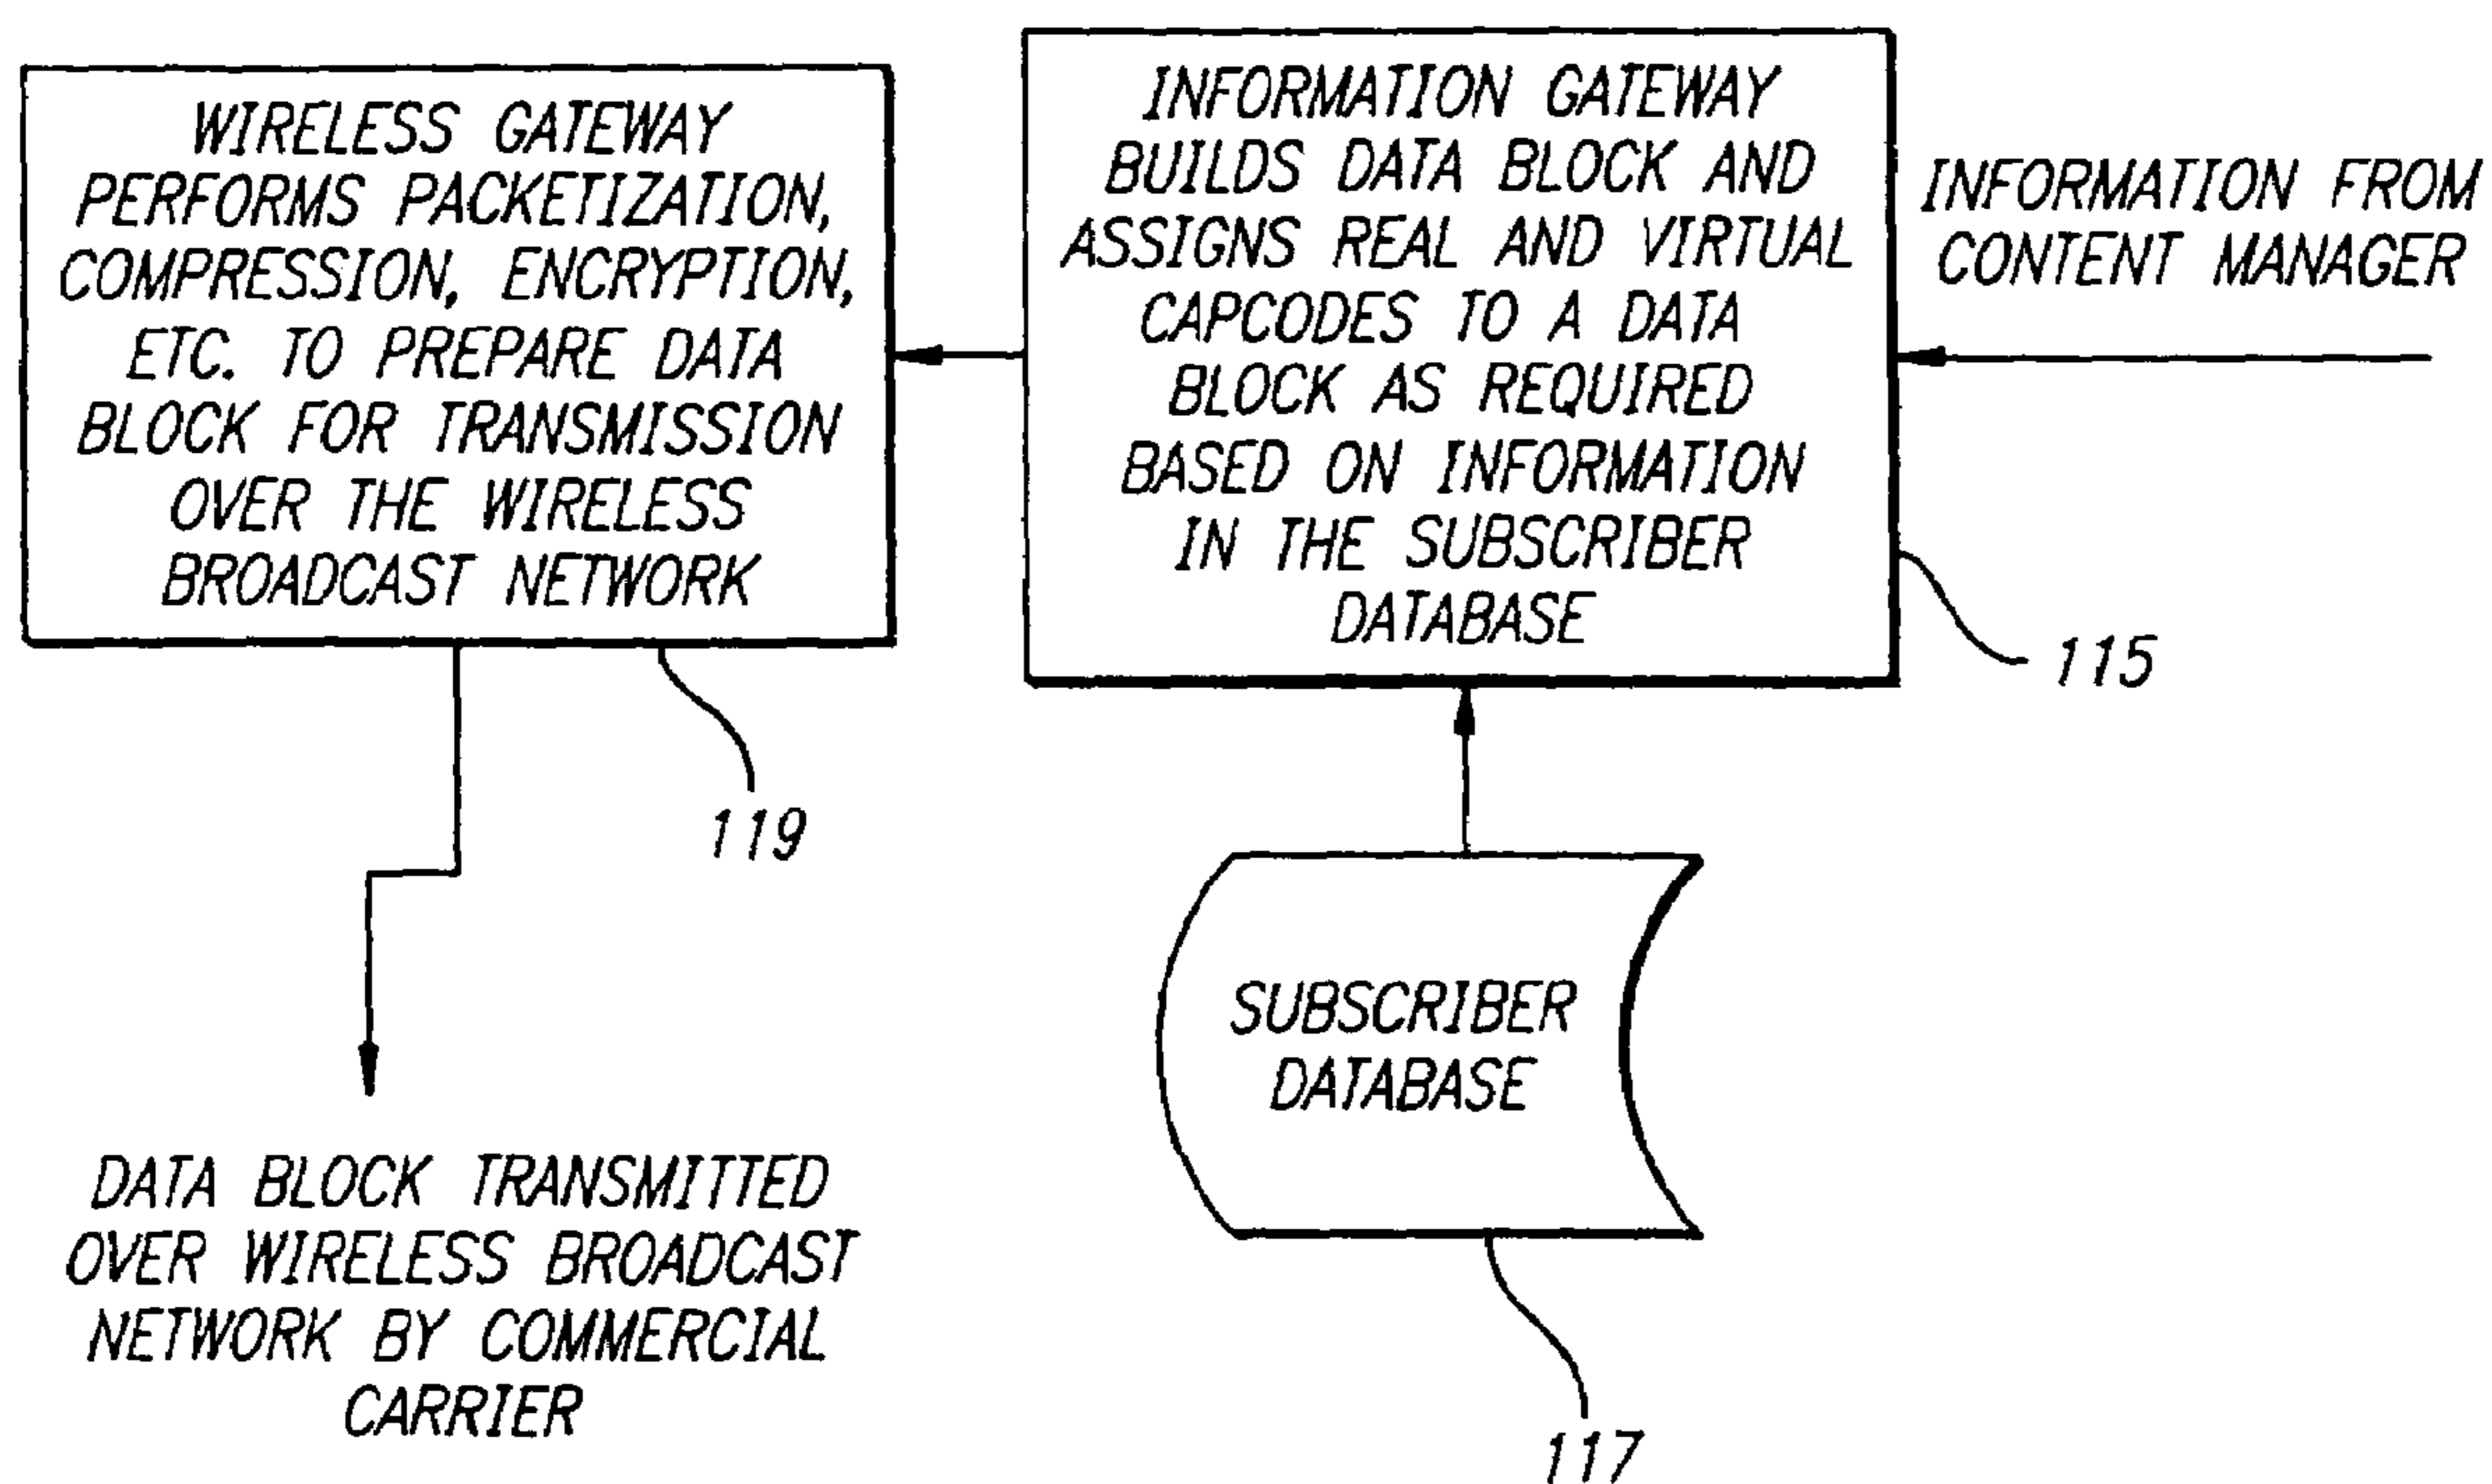 WIRELESS GATEWAY
PERFORMS PACKETIZATION,
COMPRESSION, ENCRYPTION,
ETC. TO PREPARE DATA
BLOCK FOR TRANSMISSION
OVER THE WIRELESS
BROADCAST NETWORK
119
DATA BLOCK TRANSMITTED
OVER WIRELESS BROADCAST
NETWORK BY COMMERCIAL
CARRIER
INFORMATION GATEWAY
BUILDS DATA BLOCK AND
ASSIGNS REAL AND VIRTUAL
CAPCODES TO A DATA
BLOCK AS REQUIRED
BASED ON INFORMATION
IN THE SUBSCRIBER
DATABASE
115
INFORMATION FROM
CONTENT MANAGER
SUBSCRIBER
DATABASE
117